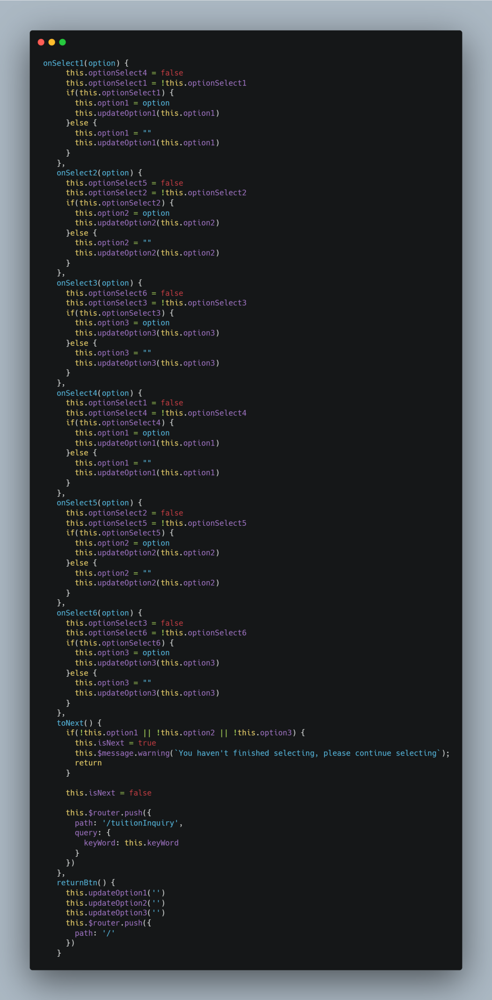 onSelect1(option) {
     this.optionSelect4 = false
     this.optionSelect1 = !this.optionSelect1
     if(this.optionSelect1) {
       this.option1 = option
       this.updateOption1(this.option1)
     }else {
       this.option1 = ""
       this.updateOption1(this.option1)
     }
   },
   onSelect2(option) {
     this.optionSelect5 = false
     this.optionSelect2 = !this.optionSelect2
     if(this.optionSelect2) {
       this.option2 = option
       this.updateOption2(this.option2)
     }else {
       this.option2 = ""
       this.updateOption2(this.option2)
     }
   },
   onSelect3(option) {
     this.optionSelect6 = false
     this.optionSelect3 = !this.optionSelect3
     if(this.optionSelect3) {
       this.option3 = option
       this.updateOption3(this.option3)
     }else {
       this.option3 = ""
       this.updateOption3(this.option3)
     }
   },
   onSelect4(option) {
     this.optionSelect1 = false
     this.optionSelect4 = !this.optionSelect4
     if(this.optionSelect4) {
       this.option1 = option
       this.updateOption1(this.option1)
     }else {
       this.option1 = ""
       this.updateOption1(this.option1)
     }
   },
   onSelect5(option) {
     this.optionSelect2 = false
     this.optionSelect5 = !this.optionSelect5
     if(this.optionSelect5) {
       this.option2 = option
       this.updateOption2(this.option2)
     }else {
       this.option2 = ""
       this.updateOption2(this.option2)
     }
   },
   onSelect6(option) {
     this.optionSelect3 = false
     this.optionSelect6 = !this.optionSelect6
     if(this.optionSelect6) {
       this.option3 = option
       this.updateOption3(this.option3)
     }else {
       this.option3 = ""
       this.updateOption3(this.option3)
     }
   },
   toNext() {
     if(!this.option1 || !this.option2 || !this.option3) {
       this.isNext = true
       this.$message.warning(`You haven't finished selecting, please continue selecting`);
       return
     }

     this.isNext = false

     this.$router.push({
       path: '/tuitionInquiry',
       query: {
         keyWord: this.keyWord
       }
     })
   },
   returnBtn() {
     this.updateOption1('')
     this.updateOption2('')
     this.updateOption3('')
     this.$router.push({
       path: '/'
     })
   }